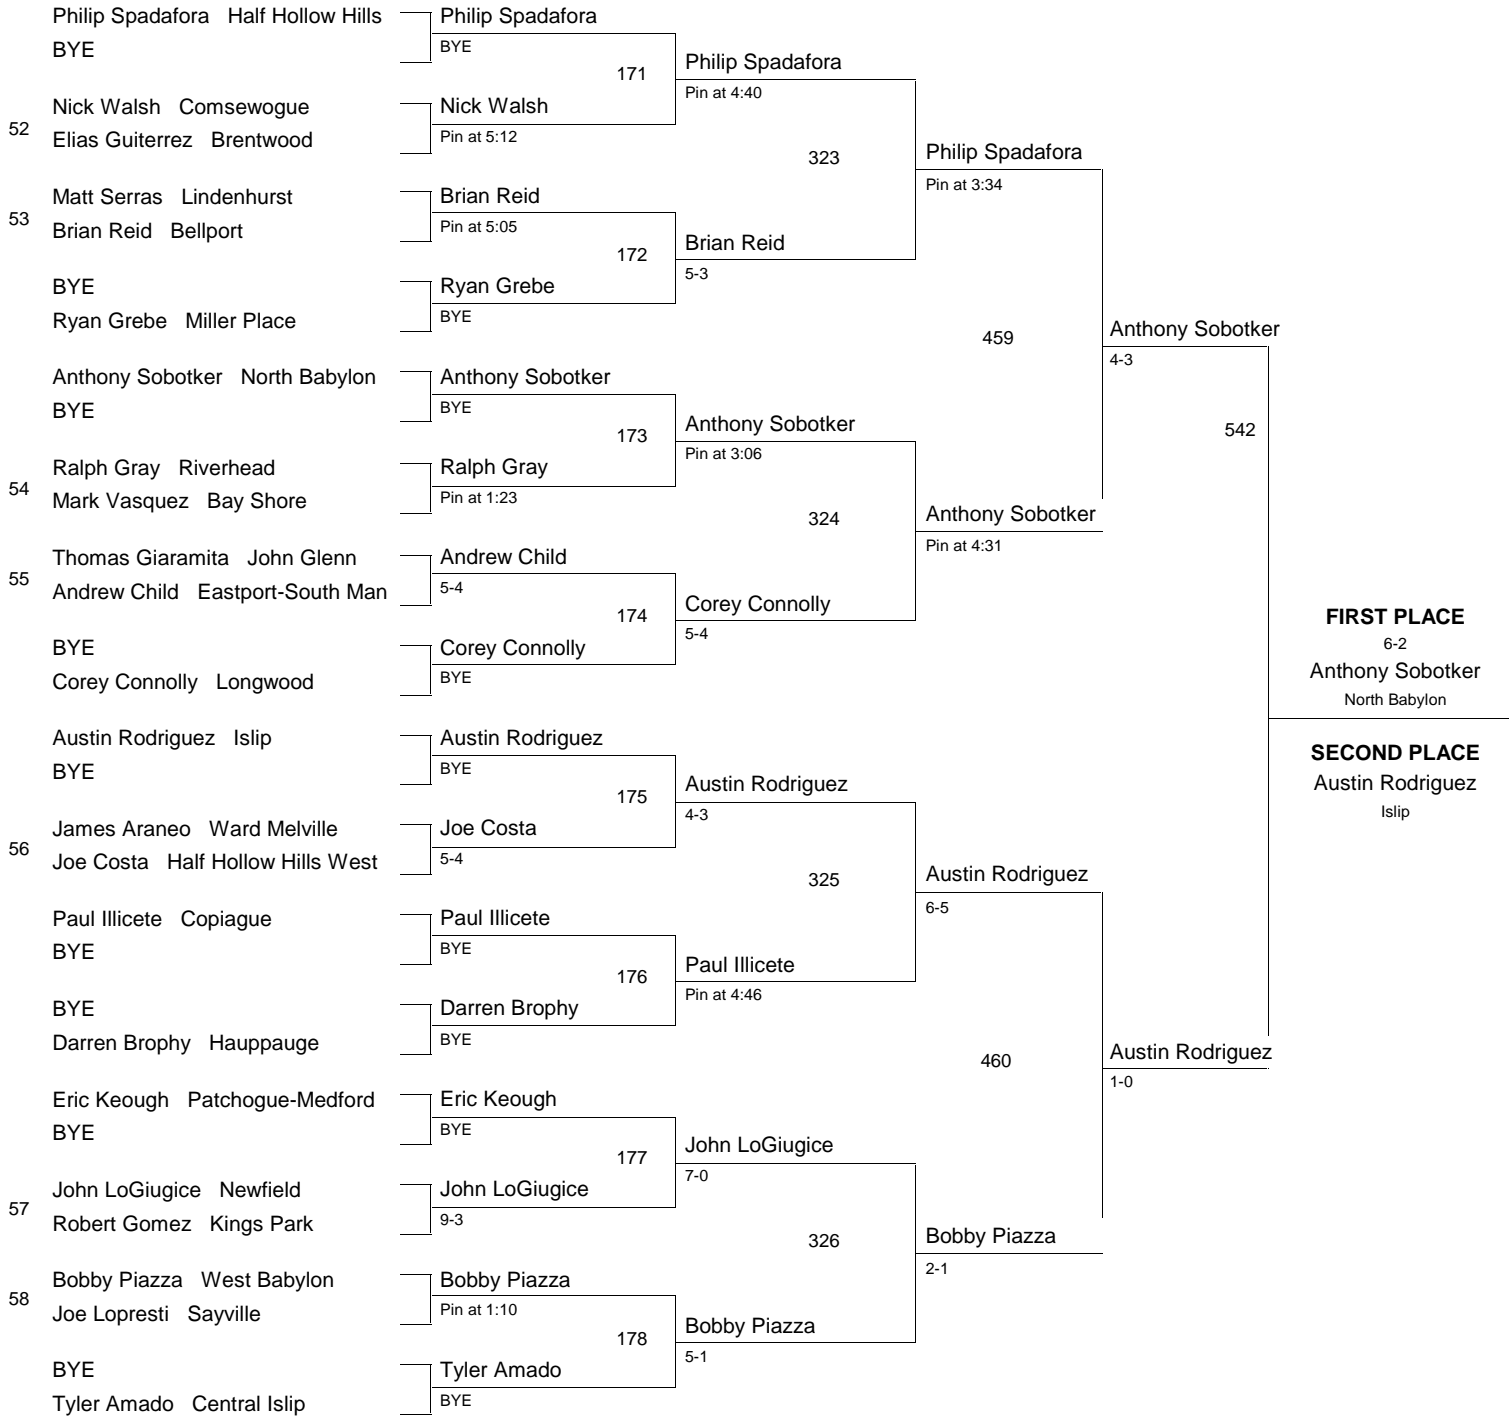 Philip Spadafora Half Hollow Hills
BYE
52
Nick Walsh Comsewogue
Elias Guiterrez Brentwood
53
Matt Serras Lindenhurst
Brian Reid Bellport
BYE
Ryan Grebe Miller Place
Anthony Sobotker North Babylon
BYE
54
Ralph Gray Riverhead
Mark Vasquez Bay Shore
55
Thomas Giaramita John Glenn
Andrew Child Eastport-South Man
BYE
Corey Connolly Longwood
Austin Rodriguez Islip
BYE
56
James Araneo Ward Melville
Joe Costa Half Hollow Hills West
Paul Illicete Copiague
BYE
BYE
Darren Brophy Hauppauge
Eric Keough Patchogue-Medford
BYE
57
John LoGiugice Newfield
Robert Gomez Kings Park
58
Bobby Piazza West Babylon
Joe Lopresti Sayville
BYE
Tyler Amado Central Islip
Philip Spadafora
BYE
171
Nick Walsh
Pin at 5:12
Brian Reid
Pin at 5:05
172
Ryan Grebe
BYE
Anthony Sobotker
BYE
173
Ralph Gray
Pin at 1:23
Andrew Child
5-4
174
Corey Connolly
BYE
Austin Rodriguez
BYE
175
Joe Costa
5-4
Paul Illicete
BYE
176
Darren Brophy
BYE
Eric Keough
BYE
177
John LoGiugice
9-3
Bobby Piazza
Pin at 1:10
178
Tyler Amado
BYE
Philip Spadafora
Pin at 4:40
323
Brian Reid
5-3
Anthony Sobotker
Pin at 3:06
324
Corey Connolly
5-4
Austin Rodriguez
4-3
325
Paul Illicete
Pin at 4:46
John LoGiugice
7-0
326
Bobby Piazza
5-1
Philip Spadafora
Pin at 3:34
459
Anthony Sobotker
Pin at 4:31
Austin Rodriguez
6-5
460
Bobby Piazza
2-1
Anthony Sobotker
4-3
542
Austin Rodriguez
1-0
FIRST PLACE
6-2
Anthony Sobotker
North Babylon
SECOND PLACE
Austin Rodriguez
Islip